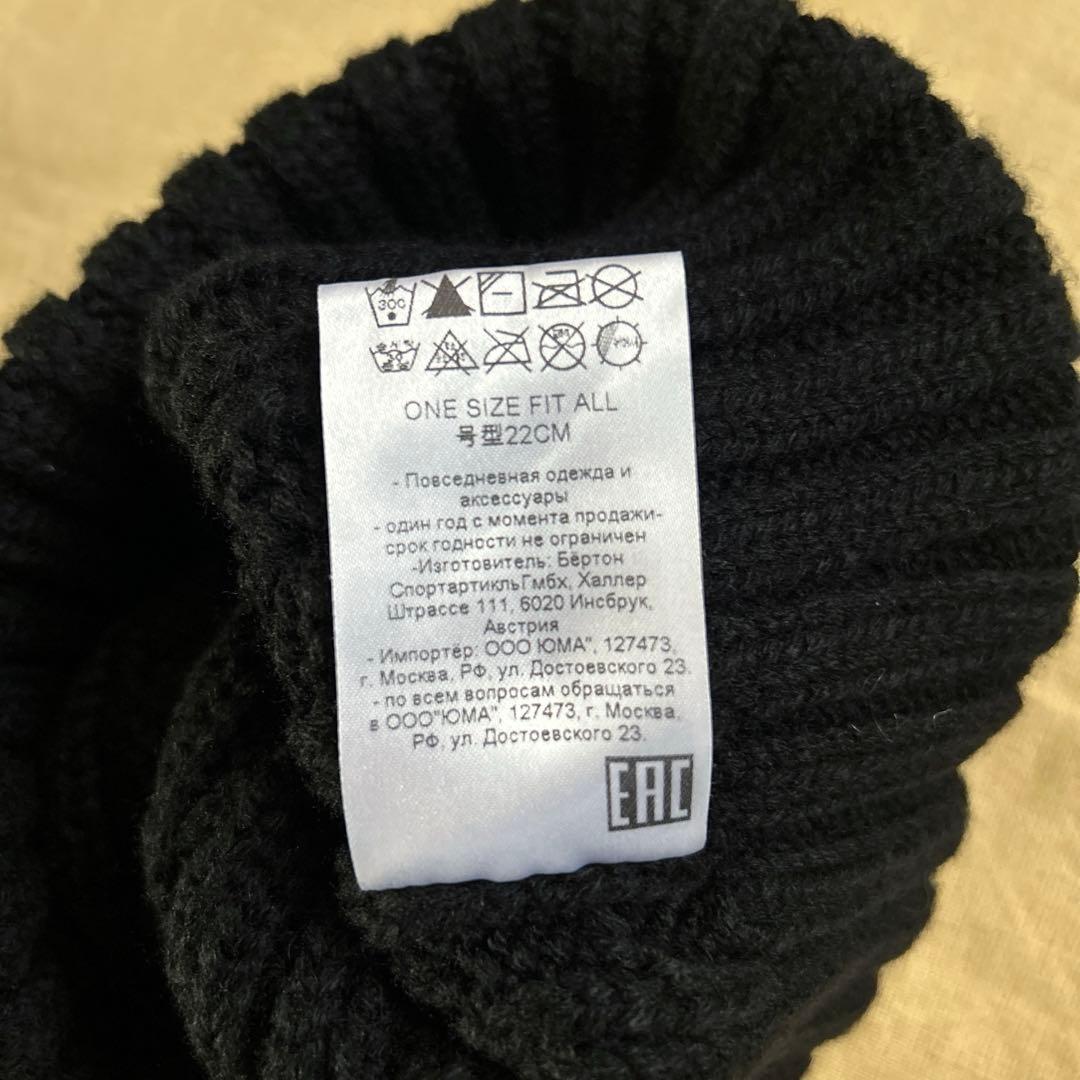 30C
ONE SIZE FIT ALL
号型22CM
- Повседневная одежда и
аксессуары
- один год с момента продажи-
срок годности не ограничен
-Изготовитель: Бёртон
СпортартикльГмбх, Халлер
Штрассе 111, 6020 Инсбрук,
Австрия
- Импортёр: ООО ЮМА", 127473,
г. Москва, РФ, ул. Достоевского 23.
- по всем вопросам обращаться
в ООО"ЮМА", 127473, г. Москва,
РФ, ул. Достоевского 23.
EAC